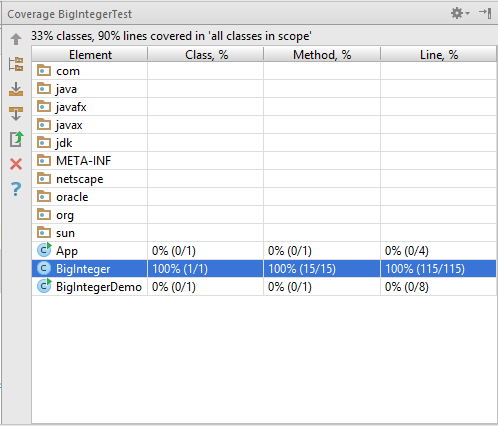 Coverage BigIntegerTest
33% classes, 90% lines covered in 'all classes in scope'
Element Class, % Method, % Line, %
com
java
javafx
javax
jdk
META-INF
netscape
oracle
org
sun
App 0% (0/1) 0% (0/1) 0% (0/4)
BigInteger 100% (1/1) 100% (15/15) 100% (115/115)
BigIntegerDemo 0% (0/1) 0% (0/1) 0% (0/8)